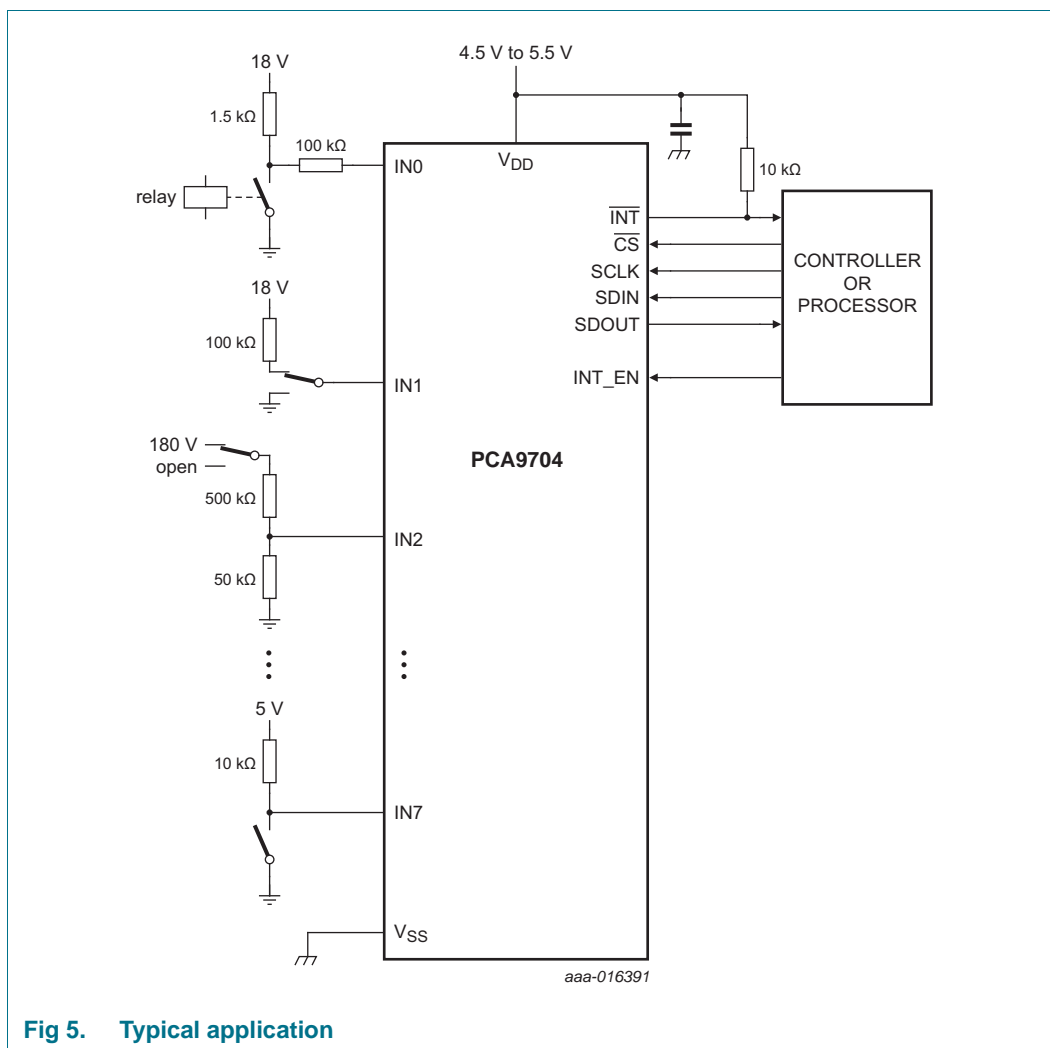 4.5 V to 5.5 V
18 V
1.5 kΩ
100 kΩ
IN0
VDD
10 kΩ
relay
INT
CS
SCLK
SDIN
SDOUT
INT_EN
CONTROLLER
OR
PROCESSOR
18 V
100 kΩ
IN1
PCA9704
180 V
open
500 kΩ
IN2
50 kΩ
5 V
10 kΩ
IN7
VSS
aaa-016391
Fig 5. Typical application